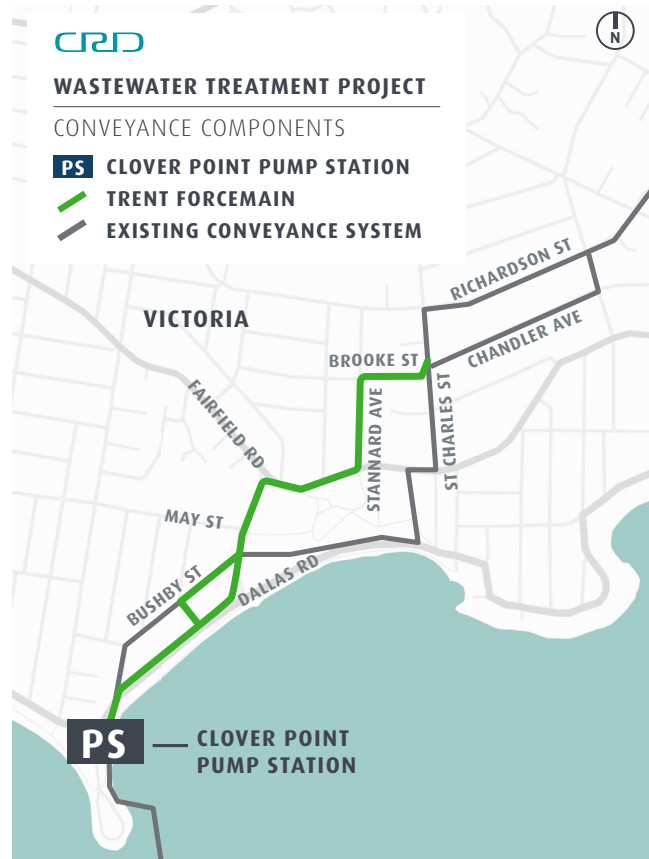 CRD
N
WASTEWATER TREATMENT PROJECT
CONVEYANCE COMPONENTS
PS CLOVER POINT PUMP STATION
TRENT FORCEMAIN
EXISTING CONVEYANCE SYSTEM
RICHARDSON ST
VICTORIA
CHANDLER AVE
BROOKE ST
FAIRFIELD RD
STANNARD AVE
ST CHARLES ST
MAY ST
BUSHBY ST
DALLAS RD
PS
CLOVER POINT
PUMP STATION